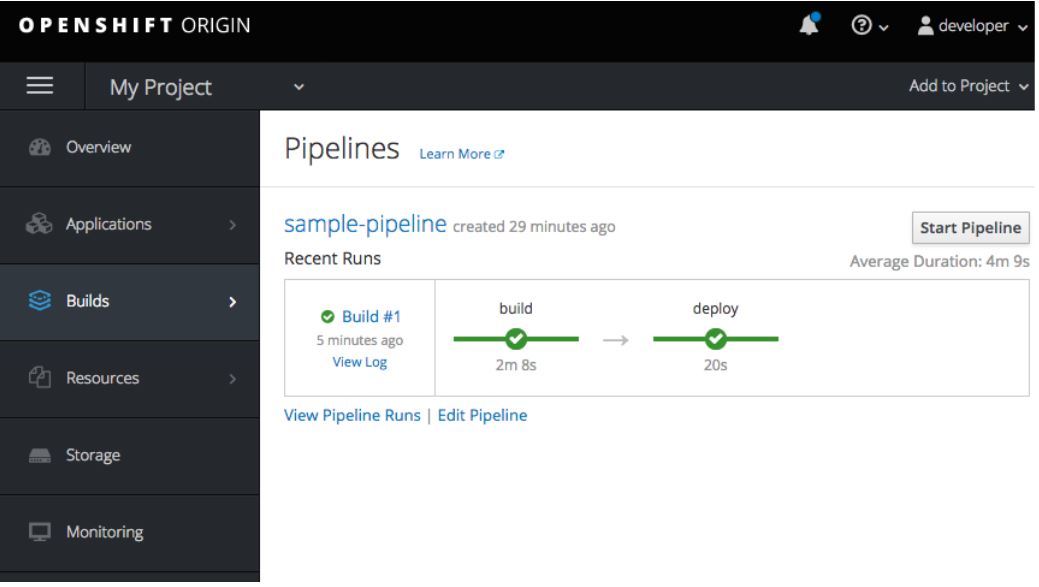 OPENSHIFT ORIGIN
developer
My Project
Add to Project
Overview
Applications
Builds
Resources
Storage
Monitoring
Pipelines Learn More
sample-pipeline created 29 minutes ago
Start Pipeline
Recent Runs
Average Duration: 4m 9s
Build #1
5 minutes ago
View Log
build
2m 8s
deploy
20s
View Pipeline Runs | Edit Pipeline